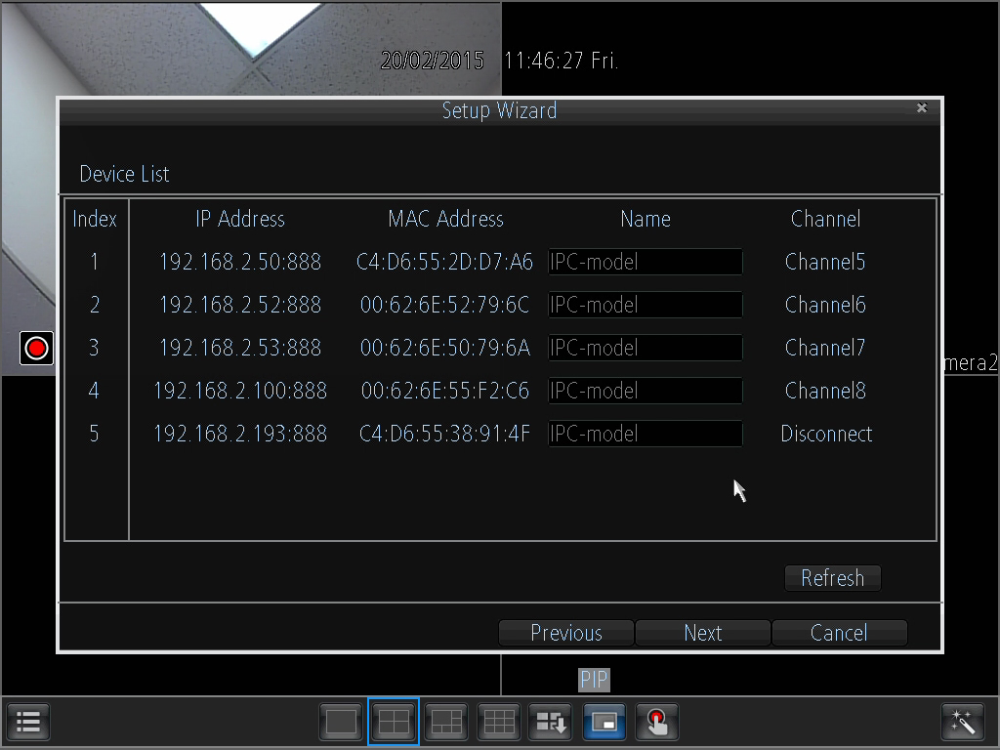 20/02/2015 11:46:27 Fri.
Setup Wizard
Device List
Index IP Address MAC Address Name Channel
1 192.168.2.50:888 C4:D6:55:2D:D7:A6 IPC-model Channel5
2 192.168.2.52:888 00:62:6E:52:79:6C IPC-model Channel6
3 192.168.2.53:888 00:62:6E:50:79:6A IPC-model Channel7
mera2
4 192.168.2.100:888 00:62:6E:55:F2:C6 IPC-model Channel8
5 192.168.2.193:888 C4:D6:55:38:91:4F IPC-model Disconnect
Refresh
Previous Next Cancel
PIP